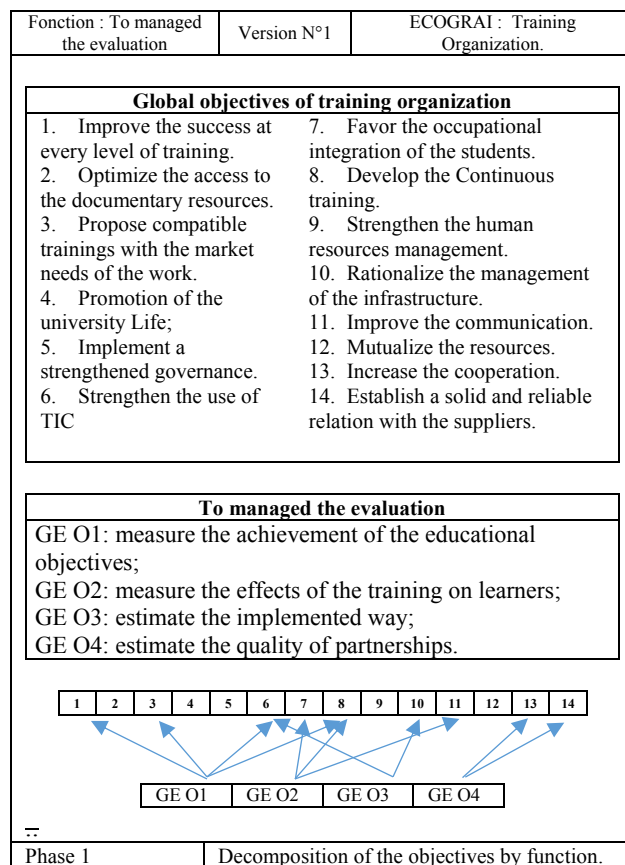 Fonction : To managed
the evaluation
Version N°1
ECOGRAI : Training
Organization.
Global objectives of training organization
1. Improve the success at
every level of training.
2. Optimize the access to
the documentary resources.
3. Propose compatible
trainings with the market
needs of the work.
4. Promotion of the
university Life;
5. Implement a
strengthened governance.
6. Strengthen the use of
TIC
7. Favor the occupational
integration of the students.
8. Develop the Continuous
training.
9. Strengthen the human
resources management.
10. Rationalize the management
of the infrastructure.
11. Improve the communication.
12. Mutualize the resources.
13. Increase the cooperation.
14. Establish a solid and reliable
relation with the suppliers.
To managed the evaluation
GE O1: measure the achievement of the educational
objectives;
GE O2: measure the effects of the training on learners;
GE O3: estimate the implemented way;
GE O4: estimate the quality of partnerships.
1 2 3 4 5 6 7 8 9 10 11 12 13 14
GE O1 GE O2 GE O3 GE O4
Phase 1
Decomposition of the objectives by function.